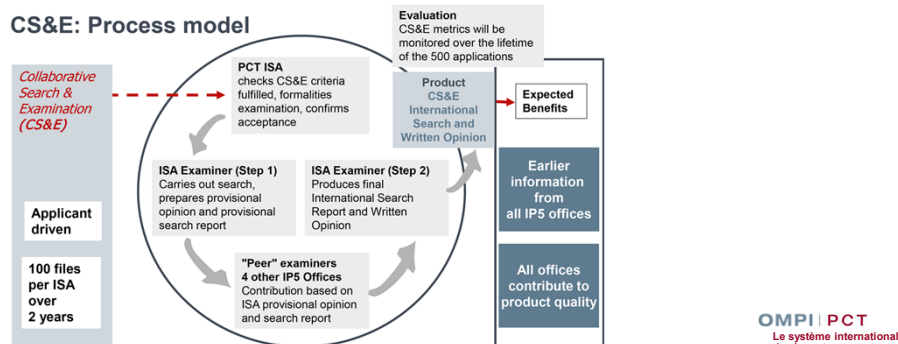 CS&E: Process model
Evaluation
CS&E metrics will be
monitored over the lifetime
of the 500 applications
Collaborative
Search &
Examination
(CS&E)
PCT ISA
checks CS&E criteria
fulfilled, formalities
examination, confirms
acceptance
Product
CS&E
International
Search and
Written Opinion
Expected
Benefits
ISA Examiner (Step 1)
Carries out search,
prepares provisional
opinion and provisional
search report
ISA Examiner (Step 2)
Produces final
International Search
Report and Written
Opinion
Earlier
information
from
all IP5 offices
Applicant
driven
"Peer" examiners
4 other IP5 Offices
Contribution based on
ISA provisional opinion
and search report
100 files
per ISA
over
2 years
All offices
contribute to
product quality
OMPI | PCT
Le système international